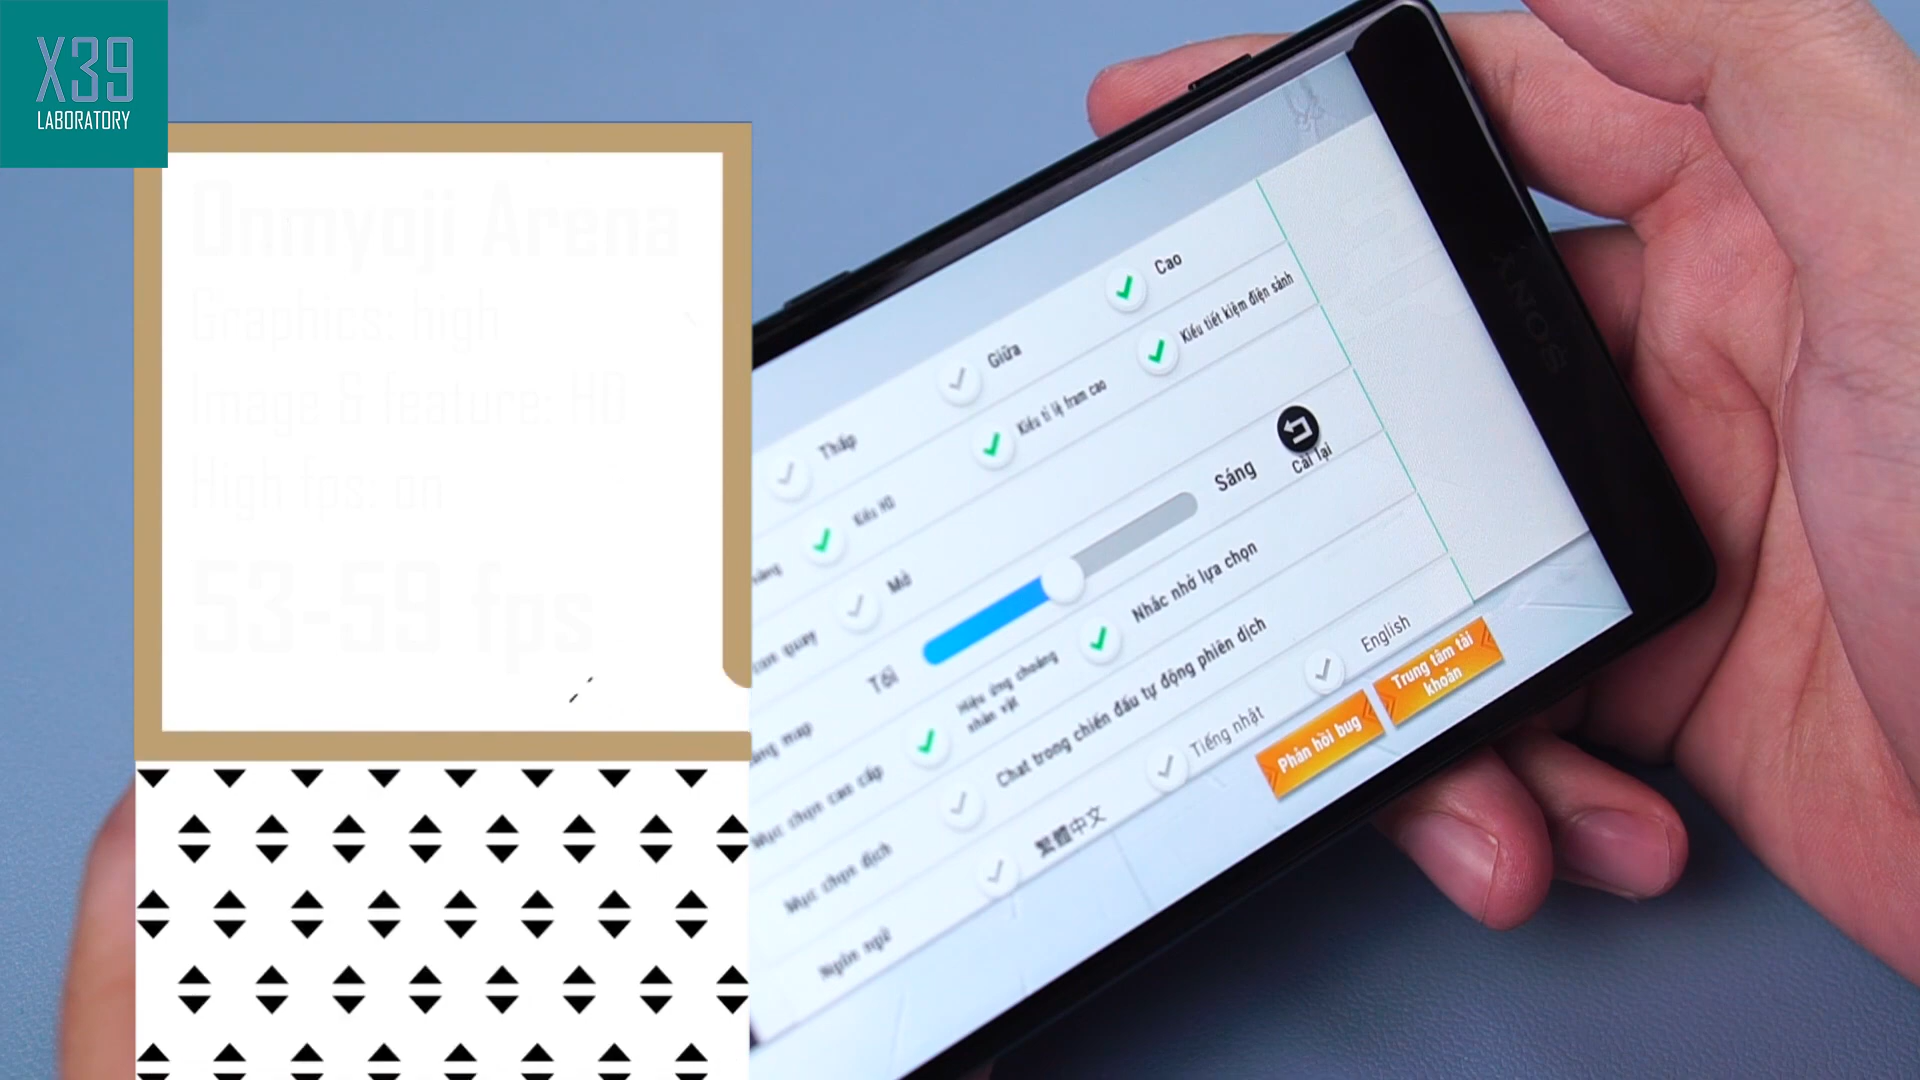 X39
LABORATORY
Onmyoji Arena
Graphics: high
Image & feature: HD
High fps: on
53-59 fps
Thấp
Giữa
Cao
Kiểu HD
Kiểu tỉ lệ fram cao
Kiểu tiết kiệm điện sảnh
Mở
Tối
Sáng
Cài lại
Hiệu ứng choáng
nhân vật
Nhắc nhở lựa chọn
Mục chọn cao cấp
Mục chọn dịch
Chat trong chiến đấu tự động phiên dịch
Ngôn ngữ
繁體中文
Tiếng nhật
English
Phản hồi bug
Trung tâm tài
khoản
SONY